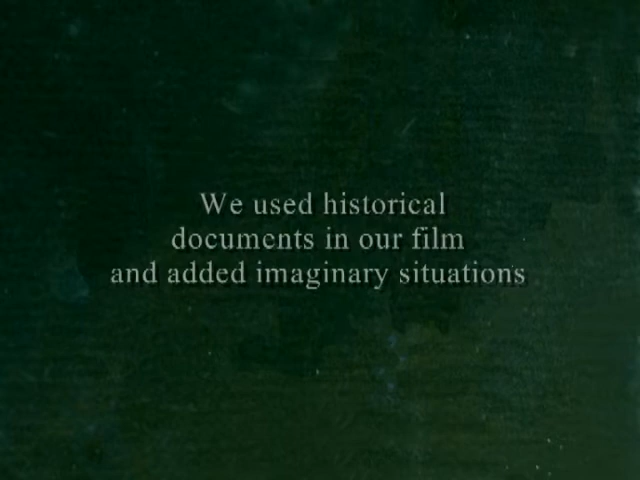 We used historical
documents in our film
and added imaginary situations